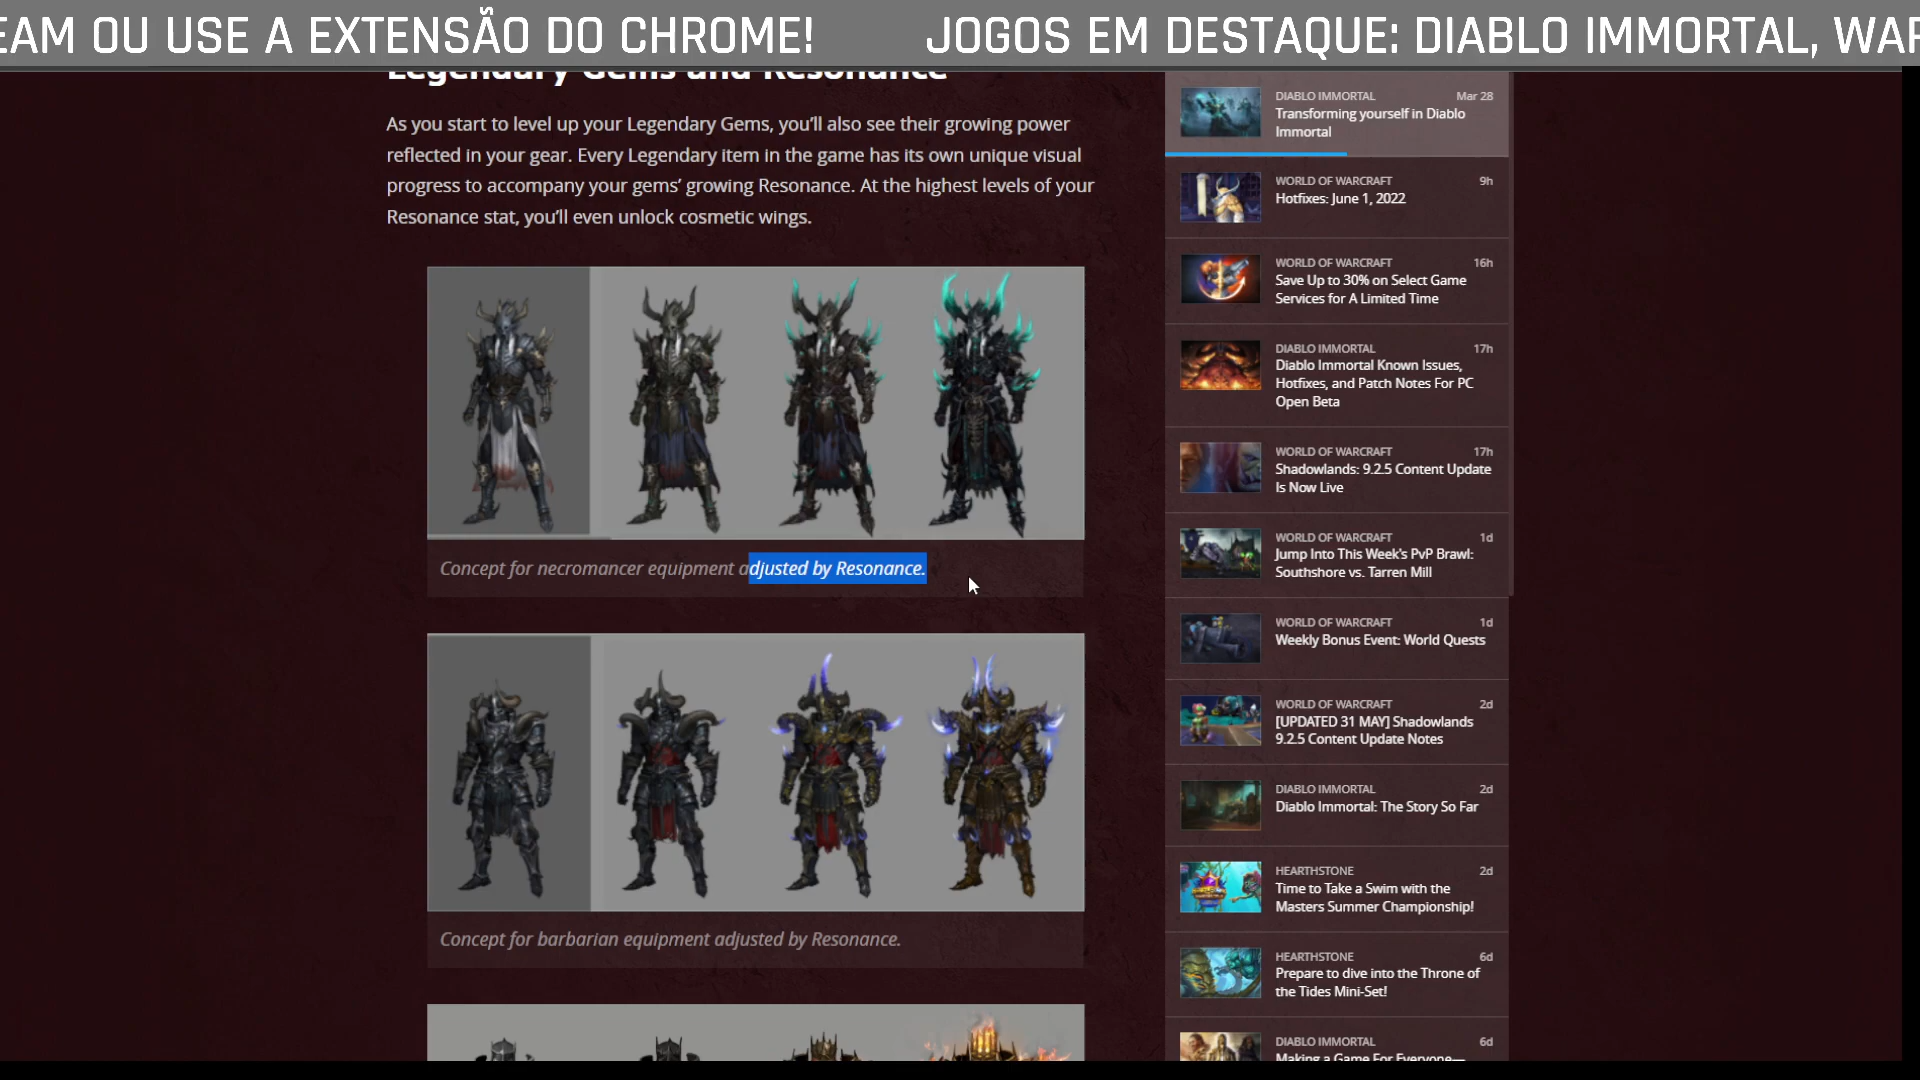 EAM OU USE A EXTENSÃO DO CHROME! JOGOS EM DESTAQUE: DIABLO IMMORTAL, WAR
Legendary Gems and Resonance
As you start to level up your Legendary Gems, you’ll also see their growing power
reflected in your gear. Every Legendary item in the game has its own unique visual
progress to accompany your gems’ growing Resonance. At the highest levels of your
Resonance stat, you’ll even unlock cosmetic wings.
Concept for necromancer equipment adjusted by Resonance.
Concept for barbarian equipment adjusted by Resonance.
DIABLO IMMORTAL Mar 28
Transforming yourself in Diablo
Immortal
WORLD OF WARCRAFT 9h
Hotfixes: June 1, 2022
WORLD OF WARCRAFT 16h
Save Up to 30% on Select Game
Services for A Limited Time
DIABLO IMMORTAL 17h
Diablo Immortal Known Issues,
Hotfixes, and Patch Notes For PC
Open Beta
WORLD OF WARCRAFT 17h
Shadowlands: 9.2.5 Content Update
Is Now Live
WORLD OF WARCRAFT 1d
Jump Into This Week's PvP Brawl:
Southshore vs. Tarren Mill
WORLD OF WARCRAFT 1d
Weekly Bonus Event: World Quests
WORLD OF WARCRAFT 2d
[UPDATED 31 MAY] Shadowlands
9.2.5 Content Update Notes
DIABLO IMMORTAL 2d
Diablo Immortal: The Story So Far
HEARTHSTONE 2d
Time to Take a Swim with the
Masters Summer Championship!
HEARTHSTONE 6d
Prepare to dive into the Throne of
the Tides Mini-Set!
DIABLO IMMORTAL 6d
Making a Game For Everyone—